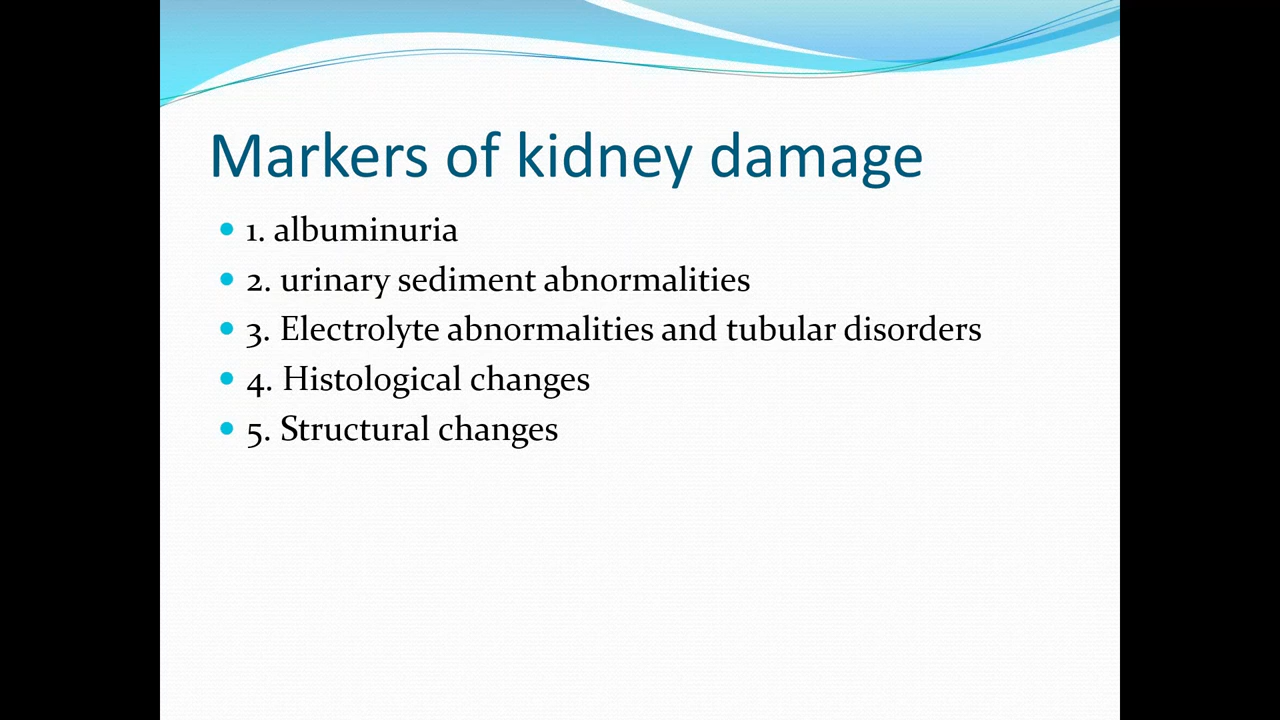 Markers of kidney damage
• 1. albuminuria
• 2. urinary sediment abnormalities
• 3. Electrolyte abnormalities and tubular disorders
• 4. Histological changes
• 5. Structural changes